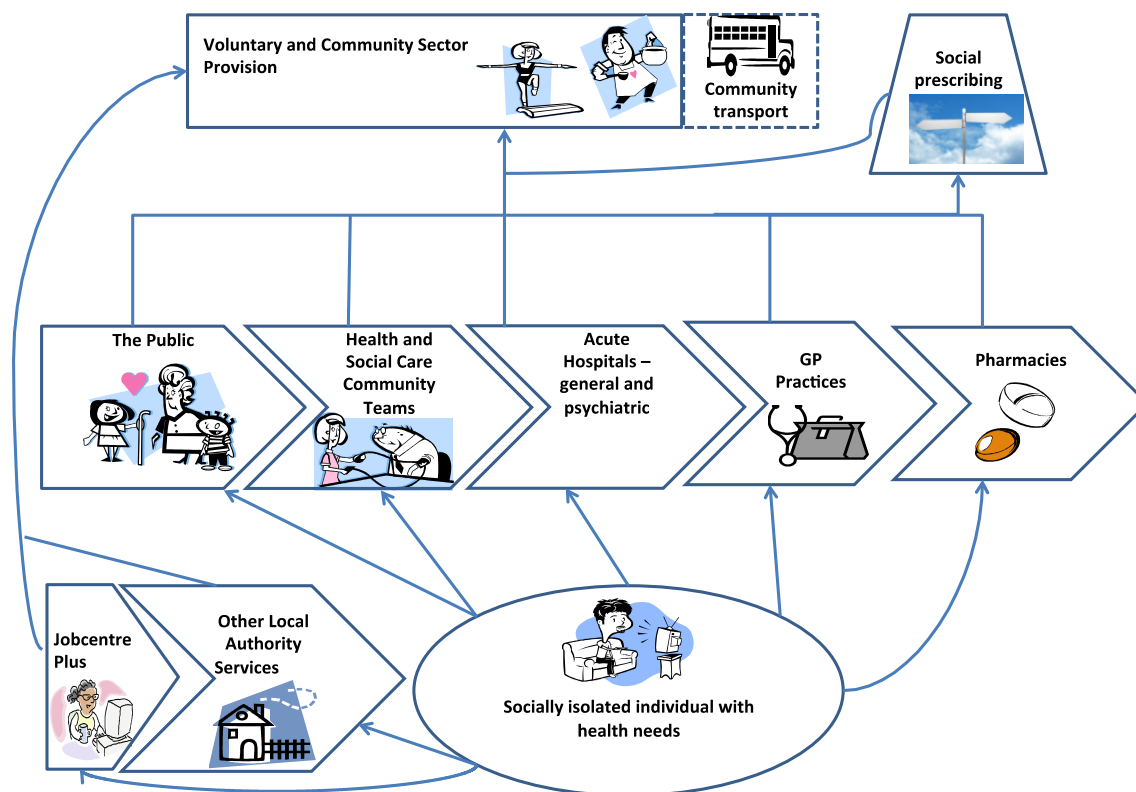 Voluntary and Community Sector
Provision
Community
transport
Social
prescribing
The Public
Health and
Social Care
Community
Teams
Acute
Hospitals –
general and
psychiatric
GP
Practices
Pharmacies
Jobcentre
Plus
Other Local
Authority
Services
Socially isolated individual with
health needs